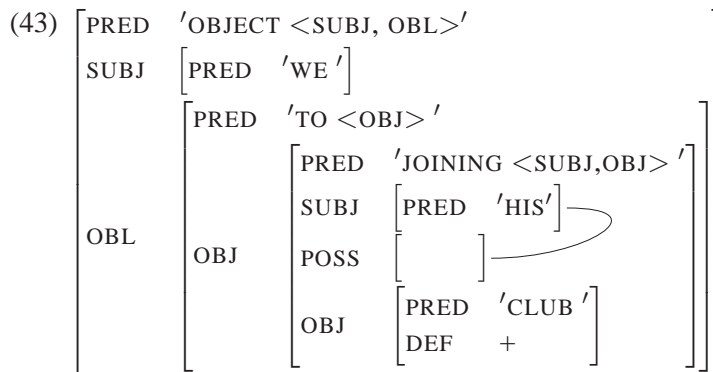 (43) PRED 'OBJECT <SUBJ, OBL>'
SUBJ [PRED 'WE']
PRED 'TO <OBJ>'
PRED 'JOINING <SUBJ,OBJ>'
SUBJ [PRED 'HIS']
OBL OBJ POSS [ ]
OBJ PRED 'CLUB'
DEF +